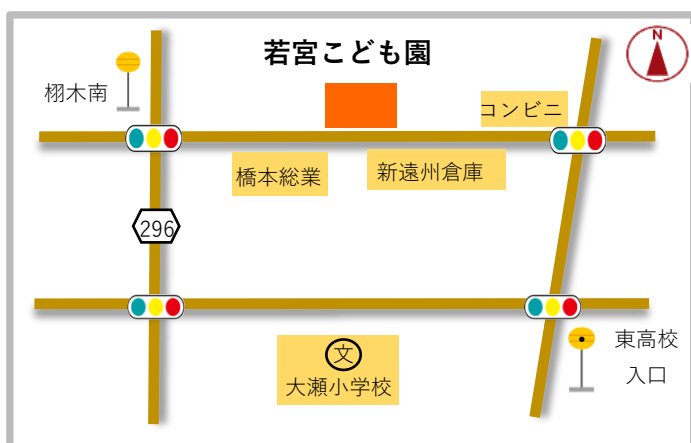 若宮こども園
N
栩木南
コンビニ
橋本総業
新遠州倉庫
296
文
大瀬小学校
東高校
入口